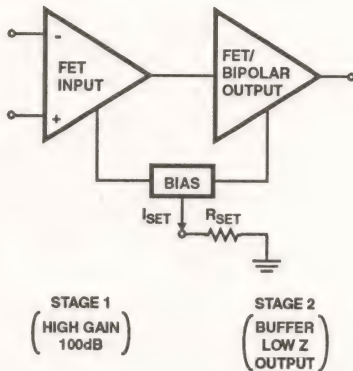 -
FET
INPUT
+
FET/
BIPOLAR
OUTPUT
BIAS
ISET
RSET
STAGE 1
HIGH GAIN
100dB
STAGE 2
BUFFER
LOW Z
OUTPUT